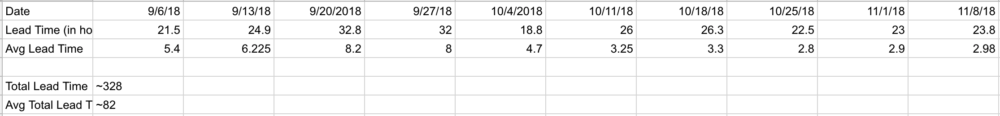 Date 9/6/18 9/13/18 9/20/2018 9/27/18 10/4/2018 10/11/18 10/18/18 10/25/18 11/1/18 11/8/18
Lead Time (in ho 21.5 24.9 32.8 32 18.8 26 26.3 22.5 23 23.8
Avg Lead Time 5.4 6.225 8.2 8 4.7 3.25 3.3 2.8 2.9 2.98
Total Lead Time ~328
Avg Total Lead T ~82